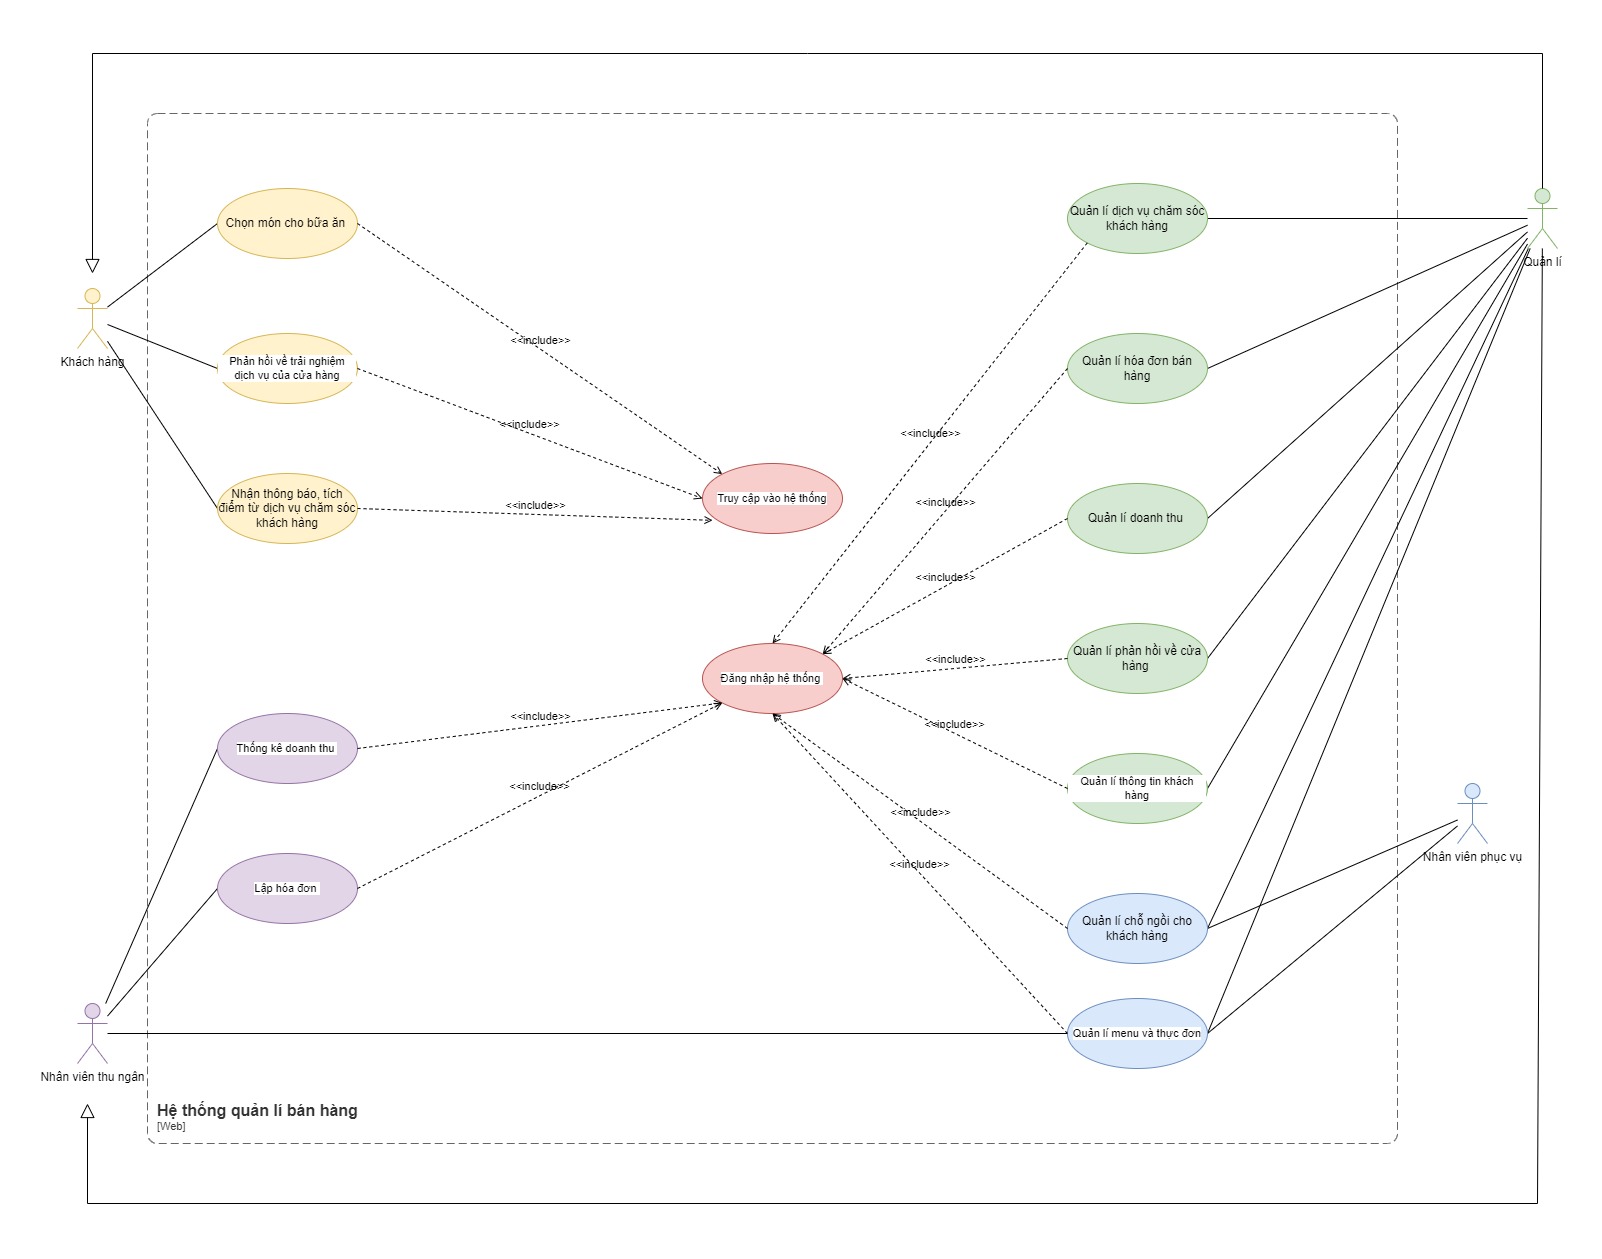 Chọn món cho bữa ăn
Quản lí dịch vụ chăm sóc
khách hàng
Quản lí
<<include>>
Khách hàng
Phản hồi về trải nghiệm
dịch vụ của cửa hàng
Quản lí hóa đơn bán
hàng
<<include>>
<<include>>
Nhận thông báo, tích
điểm từ dịch vụ chăm sóc
khách hàng
<<include>>
Truy cập vào hệ thống
<<include>>
Quản lí doanh thu
<<include>>
Quản lí phản hồi về cửa
hàng
<<include>>
Đăng nhập hệ thống
<<include>>
<<include>>
Thống kê doanh thu
Quản lí thông tin khách
hàng
<<include>>
<<include>>
Nhân viên phục vụ
<<include>>
Lập hóa đơn
Quản lí chỗ ngồi cho
khách hàng
Quản lí menu và thực đơn
Nhân viên thu ngân
Hệ thống quản lí bán hàng
[Web]